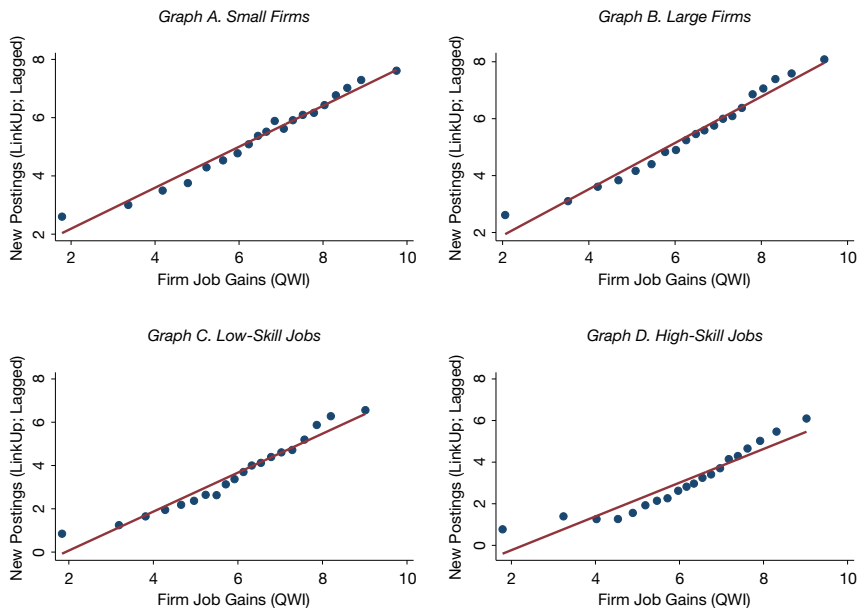 Graph A. Small Firms
New Postings (LinkUp; Lagged)
8
6
4
2
2 4 6 8 10
Firm Job Gains (QWI)
Graph B. Large Firms
New Postings (LinkUp; Lagged)
8
6
4
2
2 4 6 8 10
Firm Job Gains (QWI)
Graph C. Low-Skill Jobs
New Postings (LinkUp; Lagged)
8
6
4
2
0
2 4 6 8 10
Firm Job Gains (QWI)
Graph D. High-Skill Jobs
New Postings (LinkUp; Lagged)
8
6
4
2
0
2 4 6 8 10
Firm Job Gains (QWI)